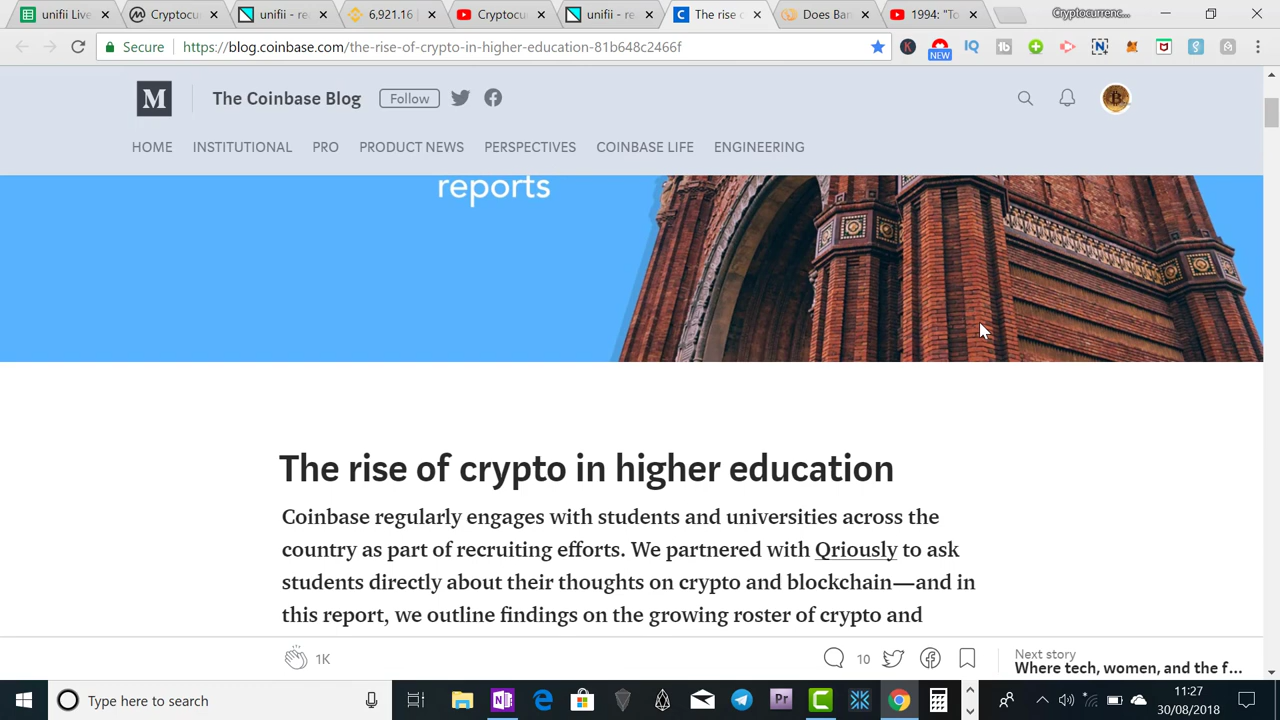 unifii Live
Cryptocu
unifii - re
6,921.16
Cryptocu
unifii - re
The rise o
Does Ban
1994: "To
Cryptocurrenc...
Secure
https://blog.coinbase.com/the-rise-of-crypto-in-higher-education-81b648c2466f
NEW
IQ
M
The Coinbase Blog
Follow
HOME
INSTITUTIONAL
PRO
PRODUCT NEWS
PERSPECTIVES
COINBASE LIFE
ENGINEERING
reports
The rise of crypto in higher education
Coinbase regularly engages with students and universities across the
country as part of recruiting efforts. We partnered with Qriously to ask
students directly about their thoughts on crypto and blockchain—and in
this report, we outline findings on the growing roster of crypto and
1K
10
Next story
Where tech, women, and the f...
Type here to search
11:27
30/08/2018